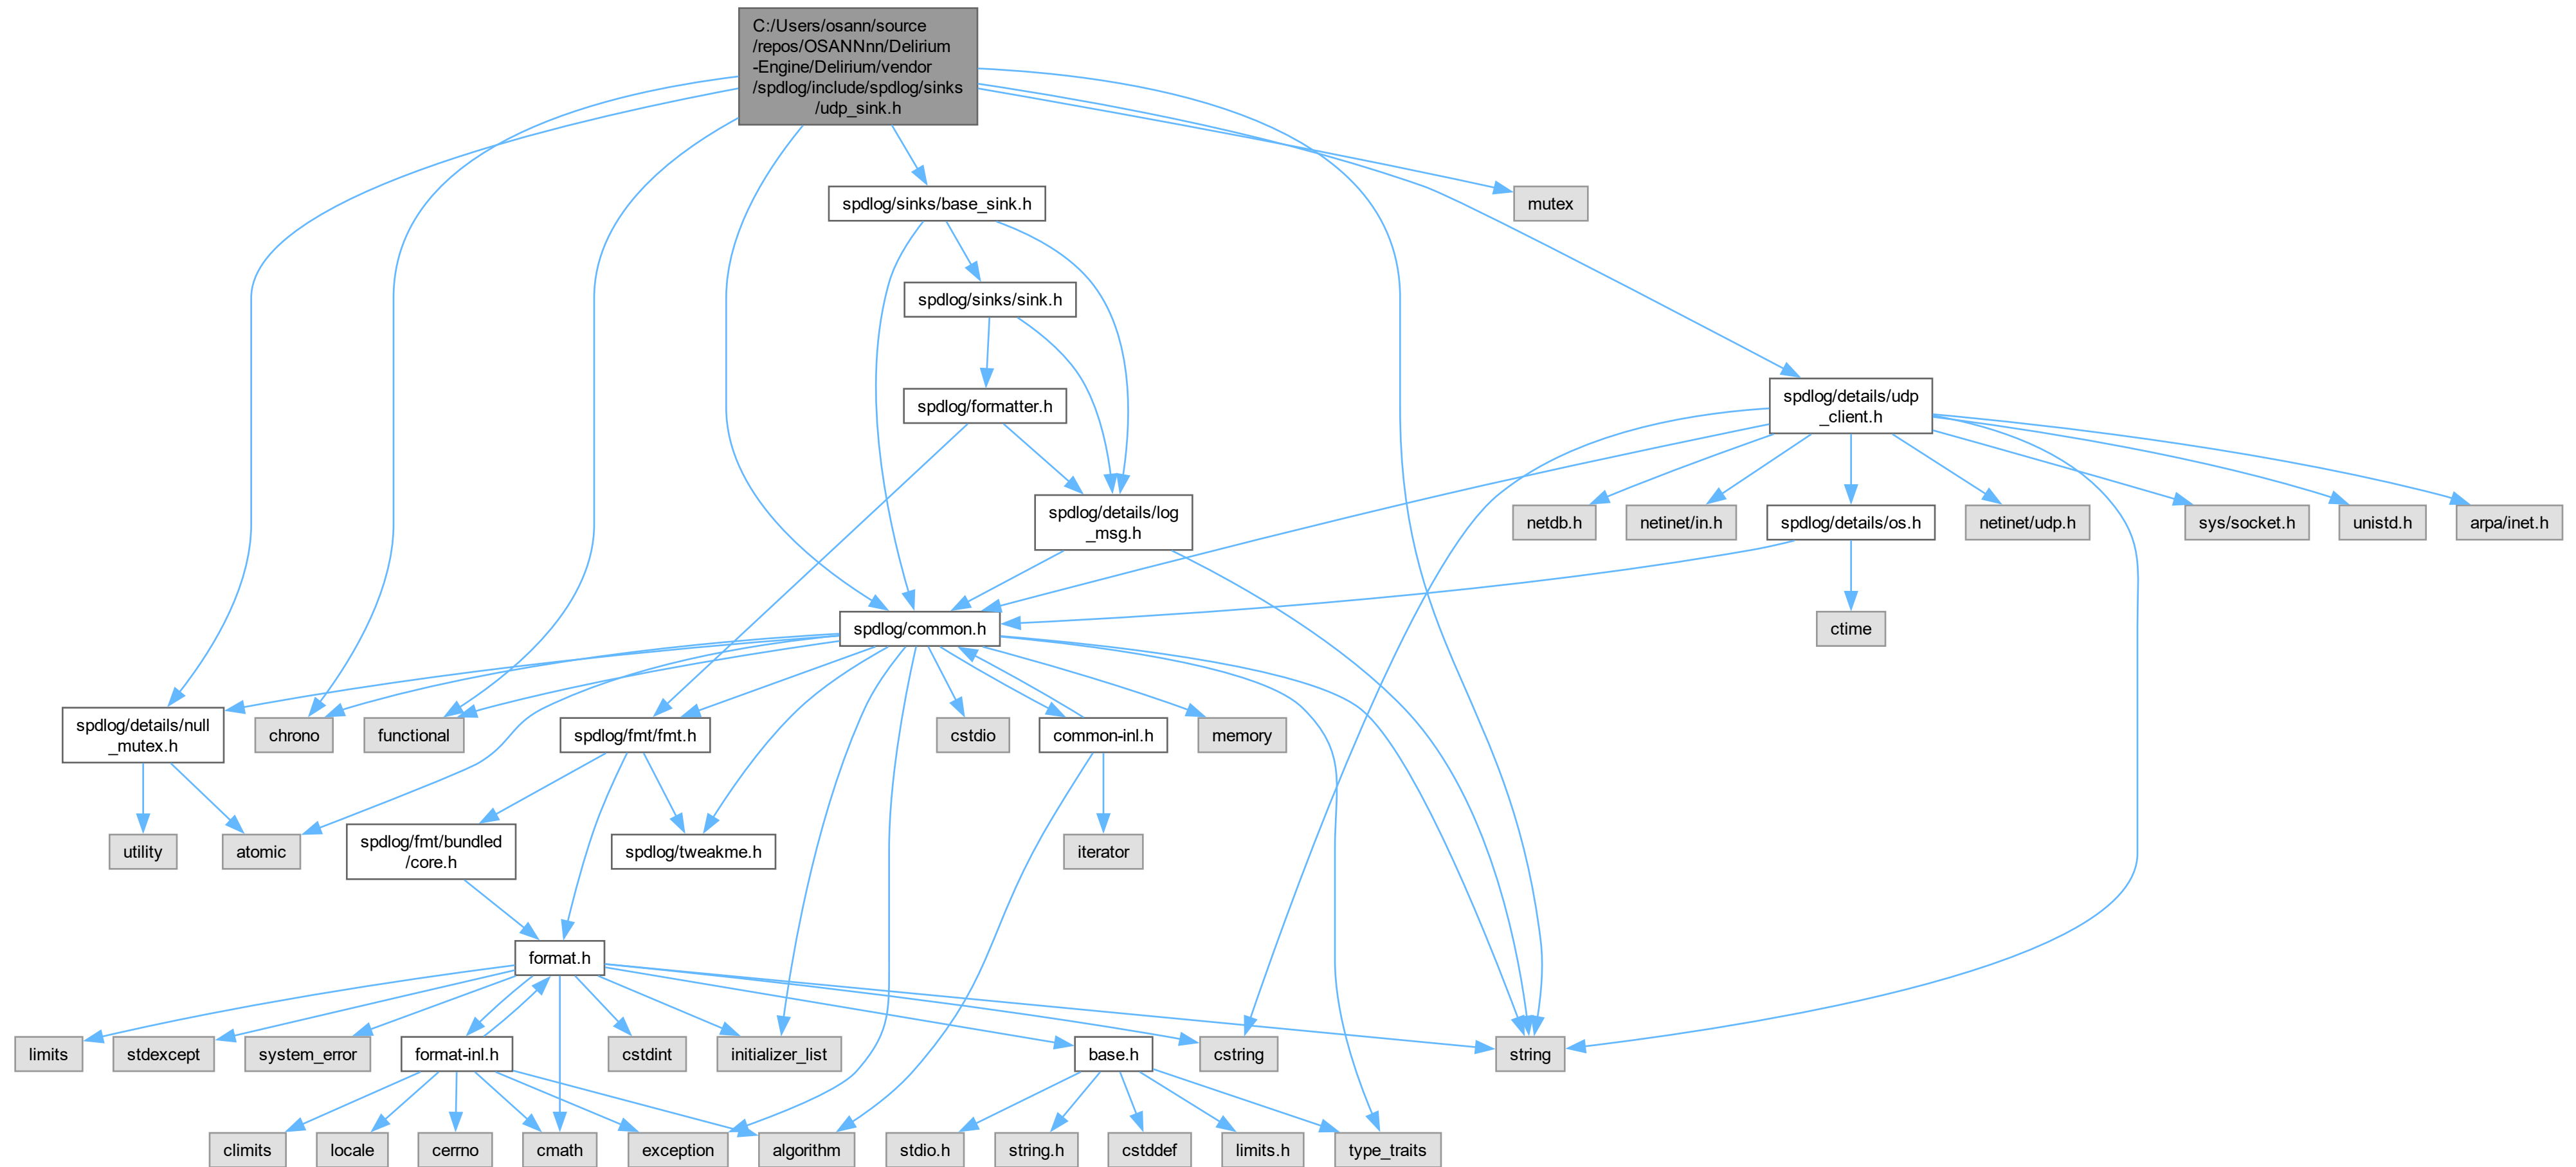 C:/Users/osann/source
/repos/OSANNnn/Delirium
-Engine/Delirium/vendor
/spdlog/include/spdlog/sinks
/udp_sink.h
spdlog/sinks/base_sink.h
mutex
spdlog/sinks/sink.h
spdlog/formatter.h
spdlog/details/udp
_client.h
spdlog/details/log
_msg.h
netdb.h
netinet/in.h
spdlog/details/os.h
netinet/udp.h
sys/socket.h
unistd.h
arpa/inet.h
spdlog/common.h
ctime
spdlog/details/null
_mutex.h
chrono
functional
spdlog/fmt/fmt.h
cstdio
common-inl.h
memory
utility
atomic
spdlog/fmt/bundled
/core.h
spdlog/tweakme.h
iterator
format.h
limits
stdexcept
system_error
format-inl.h
cstdint
initializer_list
base.h
cstring
string
climits
locale
cerrno
cmath
exception
algorithm
stdio.h
string.h
cstddef
limits.h
type_traits